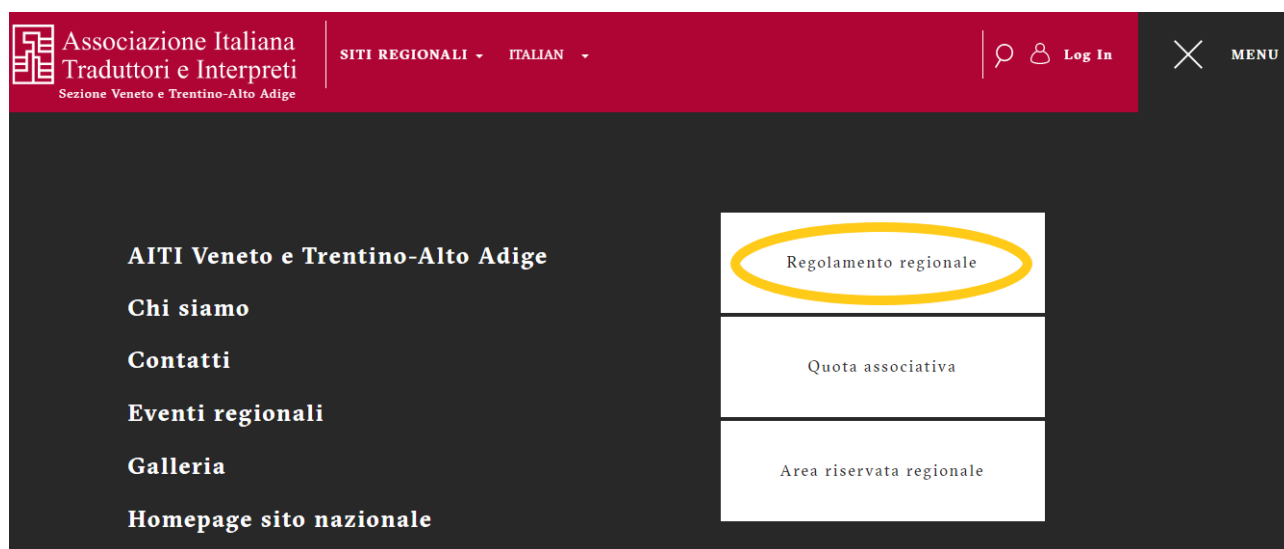 Associazione Italiana
Traduttori e Interpreti
Sezione Veneto e Trentino-Alto Adige
SITI REGIONALI
ITALIAN
Log In
MENU
AITI Veneto e Trentino-Alto Adige
Chi siamo
Contatti
Eventi regionali
Galleria
Homepage sito nazionale
Regolamento regionale
Quota associativa
Area riservata regionale